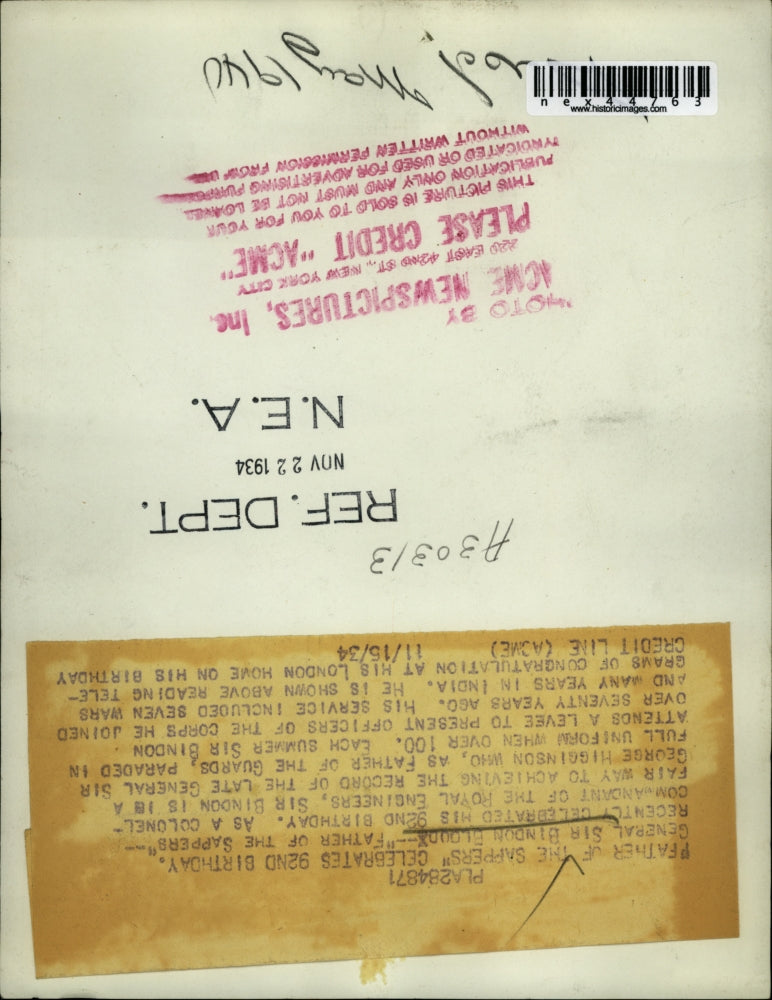 PLA284871
"FATHER OF THE SAPPERS" CELEBRATES 92ND BIRTHDAY.
GENERAL SIR BINDON BLOOD---"FATHER OF THE SAPPERS"---
RECENTLY CELEBRATED HIS 92ND BIRTHDAY. AS A COLONEL-
COMMANDANT OF THE ROYAL ENGINEERS, SIR BINDON IS IN A
FAIR WAY TO ACHIEVING THE RECORD OF THE LATE GENERAL SIR
GEORGE HIGGINSON WHO, AS FATHER OF THE GUARDS, PARADED IN
FULL UNIFORM WHEN OVER 100. EACH SUMMER SIR BINDON
ATTENDS A LEVEE TO PRESENT OFFICERS OF THE CORPS HE JOINED
OVER SEVENTY YEARS AGO. HIS SERVICE INCLUDED SEVEN WARS
AND MANY YEARS IN INDIA. HE IS SHOWN ABOVE READING TELE-
GRAMS OF CONGRATULATION AT HIS LONDON HOME ON HIS BIRTHDAY
CREDIT LINE (ACME) 11/15/34
A30313
REF. DEPT.
NOV 22 1934
N.E.A.
PHOTO BY
ACME NEWSPICTURES, Inc.
220 EAST 42ND ST., NEW YORK CITY
PLEASE CREDIT "ACME"
THIS PICTURE IS SOLD TO YOU FOR YOUR
PUBLICATION ONLY AND MUST NOT BE LOANED
SYNDICATED OR USED FOR ADVERTISING PURPOSES
WITHOUT WRITTEN PERMISSION FROM US
May 1940
nex44763
www.historicimages.com